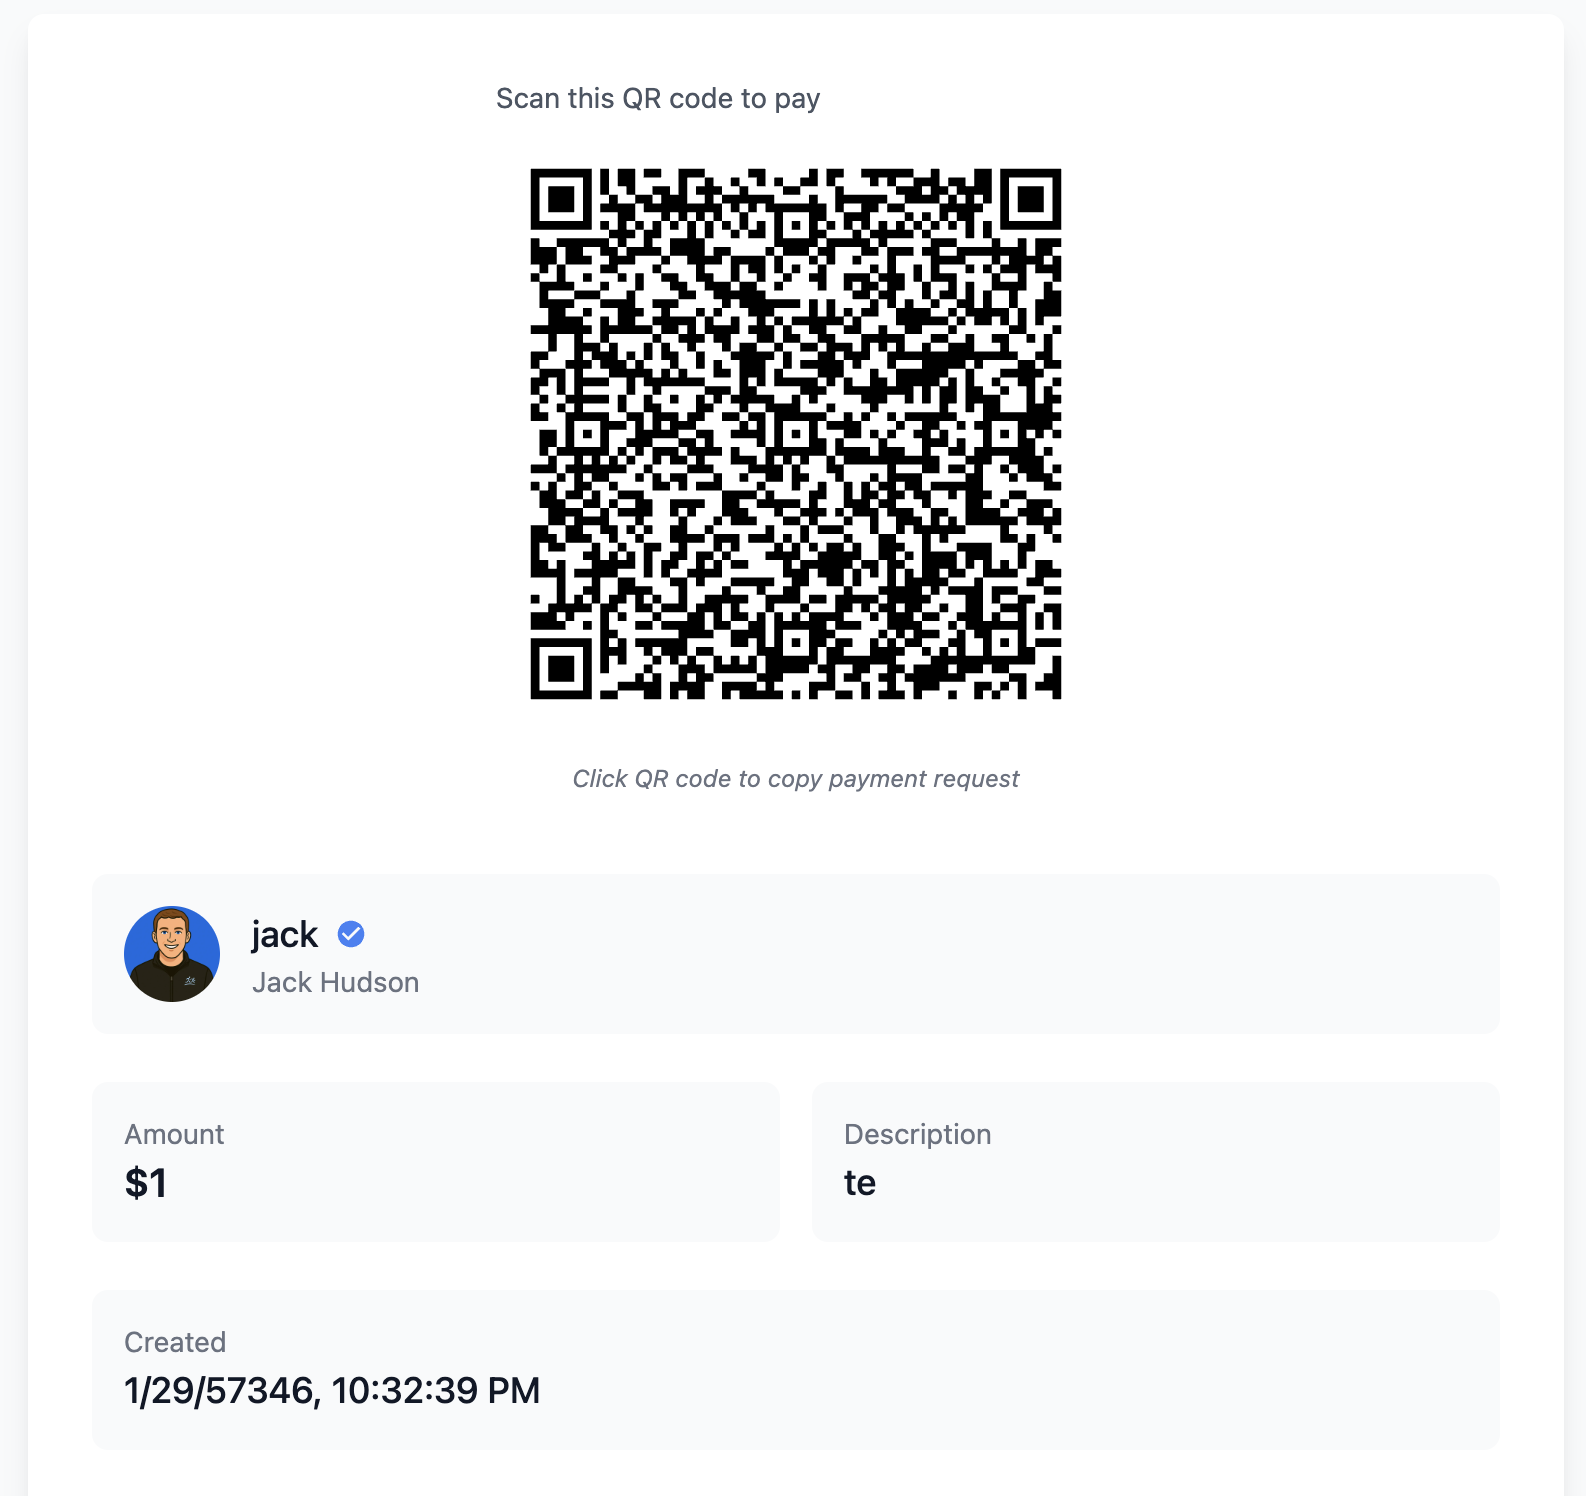 Scan this QR code to pay
Click QR code to copy payment request
jack
Jack Hudson
Amount
$1
Description
te
Created
1/29/57346, 10:32:39 PM